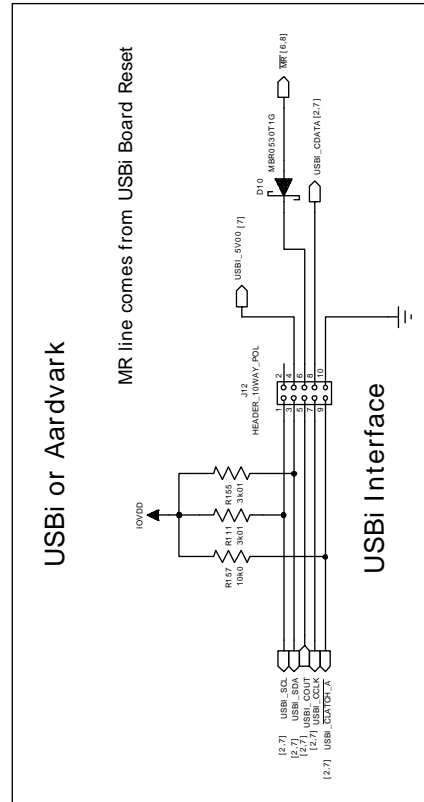 USBi or Aardvark
MR line comes from USBi Board Reset
IOVDD
R155
3k01
R111
3k01
R157
10k0
J12
HEADER_10WAY_POL
1 2
3 4
5 6
7 8
9 10
USBI_5V00 [7]
D10
MBR0530T1G
MR [6,8]
USBI_CDATA [2,7]
[2,7] USBI_SCL
[2,7] USBI_SDA
[2,7] USBI_COUT
[2,7] USBI_CCLK
[2,7] USBI_CLATCH_A
USBi Interface